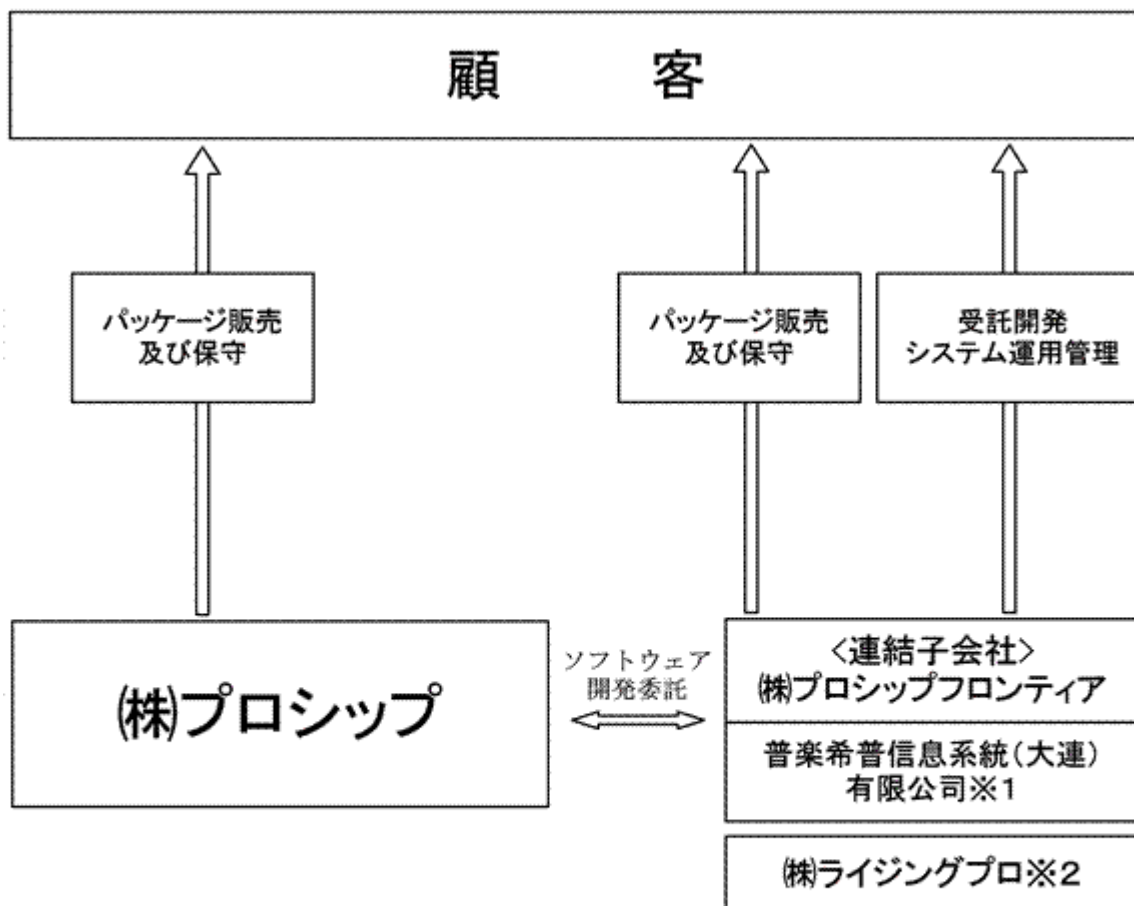 顧 客
パッケージ販売
及び保守
パッケージ販売
及び保守
受託開発
システム運用管理
㈱プロシップ
ソフトウェア
開発委託
<連結子会社>
㈱プロシップフロンティア
普楽希普信息系統(大連)
有限公司※1
㈱ライジングプロ※2